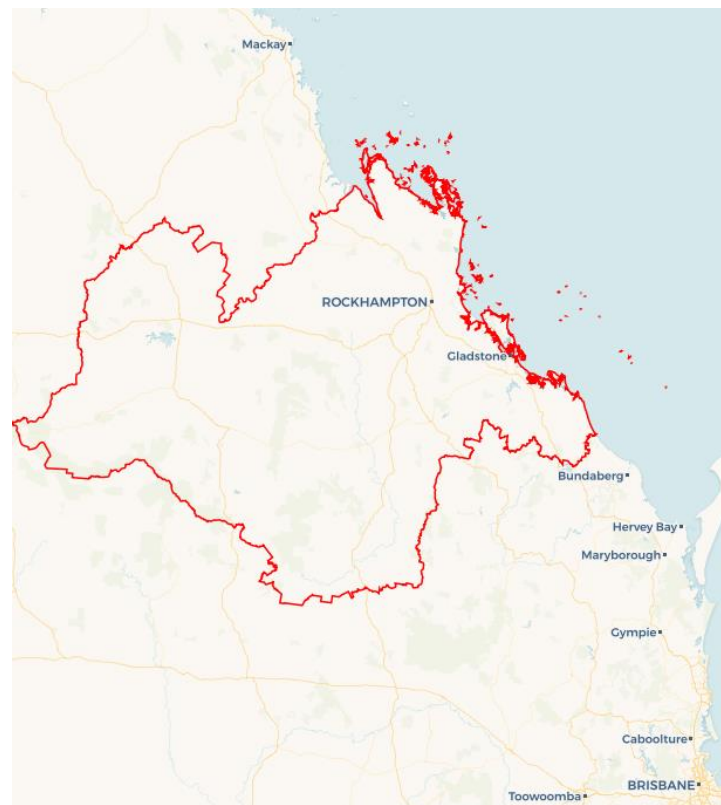 Mackay
ROCKHAMPTON
Gladstone
Bundaberg
Hervey Bay
Maryborough
Gympie
Caboolture
BRISBANE
Toowoomba